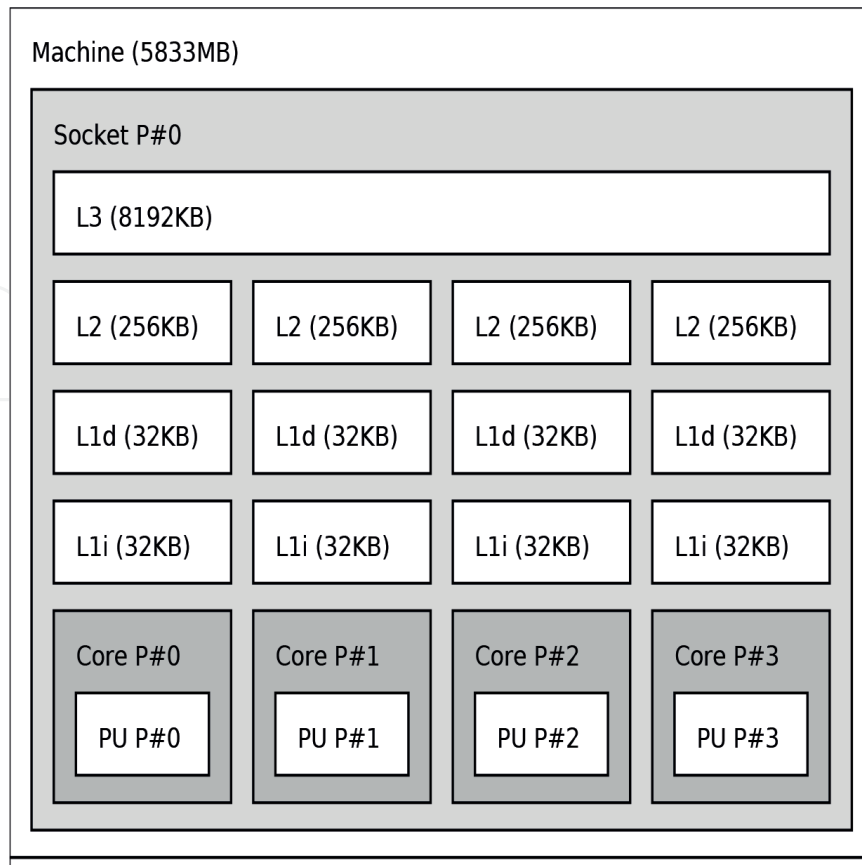 Machine (5833MB)
Socket P#0
L3 (8192KB)
L2 (256KB) L2 (256KB) L2 (256KB) L2 (256KB)
L1d (32KB) L1d (32KB) L1d (32KB) L1d (32KB)
L1i (32KB) L1i (32KB) L1i (32KB) L1i (32KB)
Core P#0 Core P#1 Core P#2 Core P#3
PU P#0 PU P#1 PU P#2 PU P#3